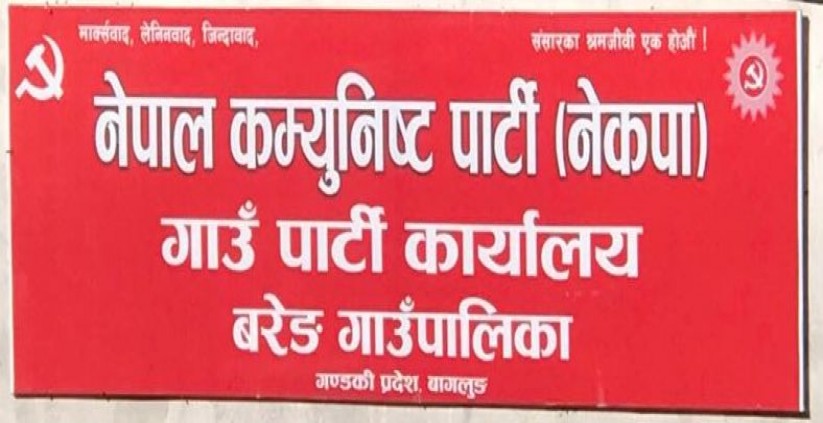 मार्क्सवाद, लेनिनवाद, जिन्दावाद, संसारका श्रमजीवी एक होऔं !
नेपाल कम्युनिष्ट पार्टी (नेकपा)
गाउँ पार्टी कार्यालय
बरेङ गाउँपालिका
गण्डकी प्रदेश, बागलुङ